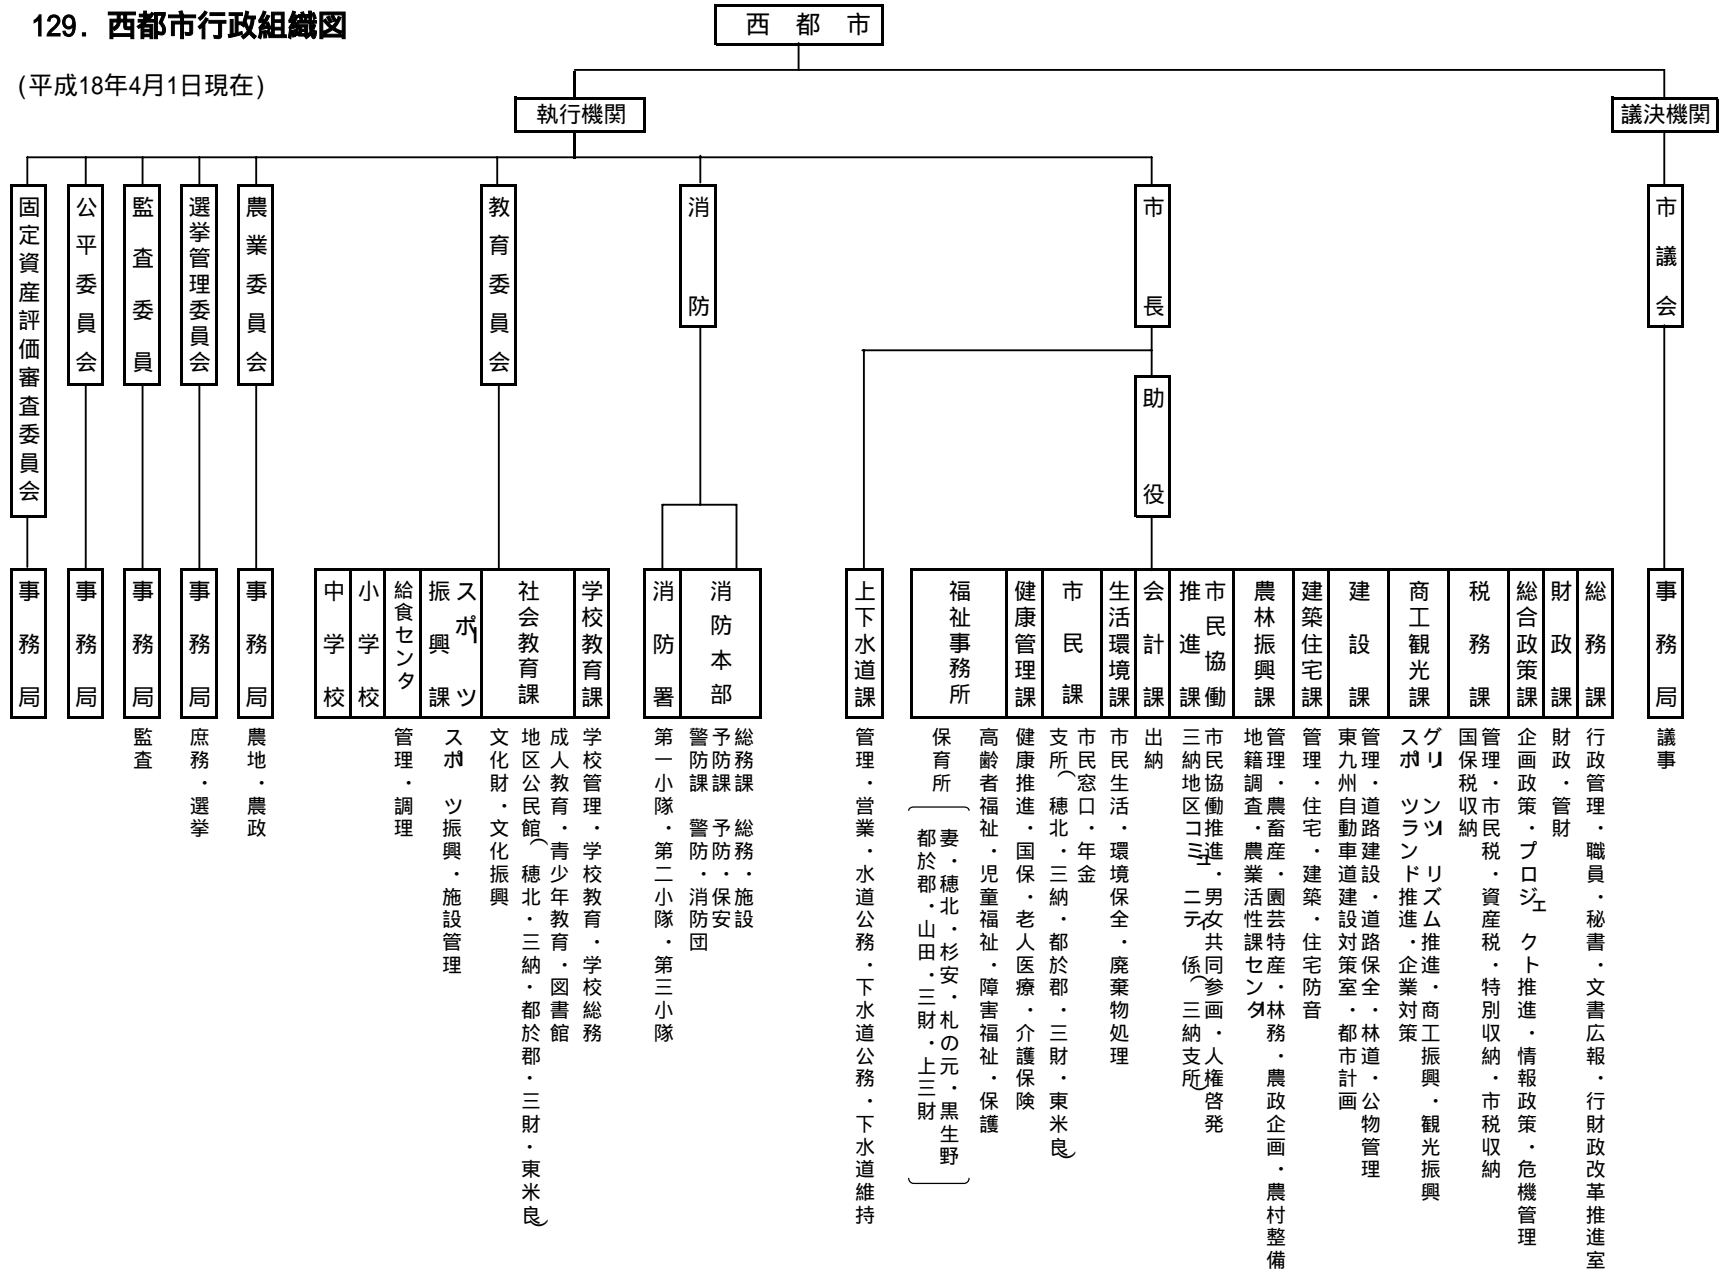 129．西都市行政組織図
(平成18年4月1日現在)
西都市
執行機関
議決機関
固定資産評価審査委員会
公平委員会
監査委員
選挙管理委員会
農業委員会
教育委員会
消防
市長
市議会
助役
事務局
事務局
事務局
事務局
事務局
中学校
小学校
給食センタ
スポーツ
振興課
社会教育課
学校教育課
消防署
消防本部
上下水道課
福祉事務所
健康管理課
市民課
生活環境課
会計課
市民協働
推進課
農林振興課
建築住宅課
建設課
商工観光課
税務課
総合政策課
財政課
総務課
事務局
監査
庶務・選挙
農地・農政
管理・調理
スポーツ振興・施設管理
成人教育・青少年教育・図書館
地区公民館（穂北・三納・都於郡・三財・東米良）
文化財・文化振興
学校管理・学校教育・学校総務
第一小隊・第二小隊・第三小隊
総務課　総務・施設
予防課　予防・保安
警防課　警防・消防団
管理・営業・水道公務・下水道公務・下水道維持
高齢者福祉・児童福祉・障害福祉・保護
保育所
妻・穂北・杉安・札の元・黒生野
都於郡・山田・三財・上三財
健康推進・国保・老人医療・介護保険
市民窓口・年金
支所（穂北・三納・都於郡・三財・東米良）
市民生活・環境保全・廃棄物処理
出納
市民協働推進・男女共同参画・人権啓発
三納地区コミュニティ係（三納支所）
管理・農畜産・園芸特産・林務・農政企画・農村整備
地籍調査・農業活性課センター
管理・住宅・建築・住宅防音
管理・道路建設・道路保全・林道・公物管理
東九州自動車道建設対策室・都市計画
グリーンツーリズム推進・商工振興・観光振興
スポーツランド推進・企業対策
管理・市民税・資産税・特別収納・市税収納
国保税収納
企画政策・プロジェクト推進・情報政策・危機管理
財政・管財
行政管理・職員・秘書・文書広報・行財政改革推進室
議事